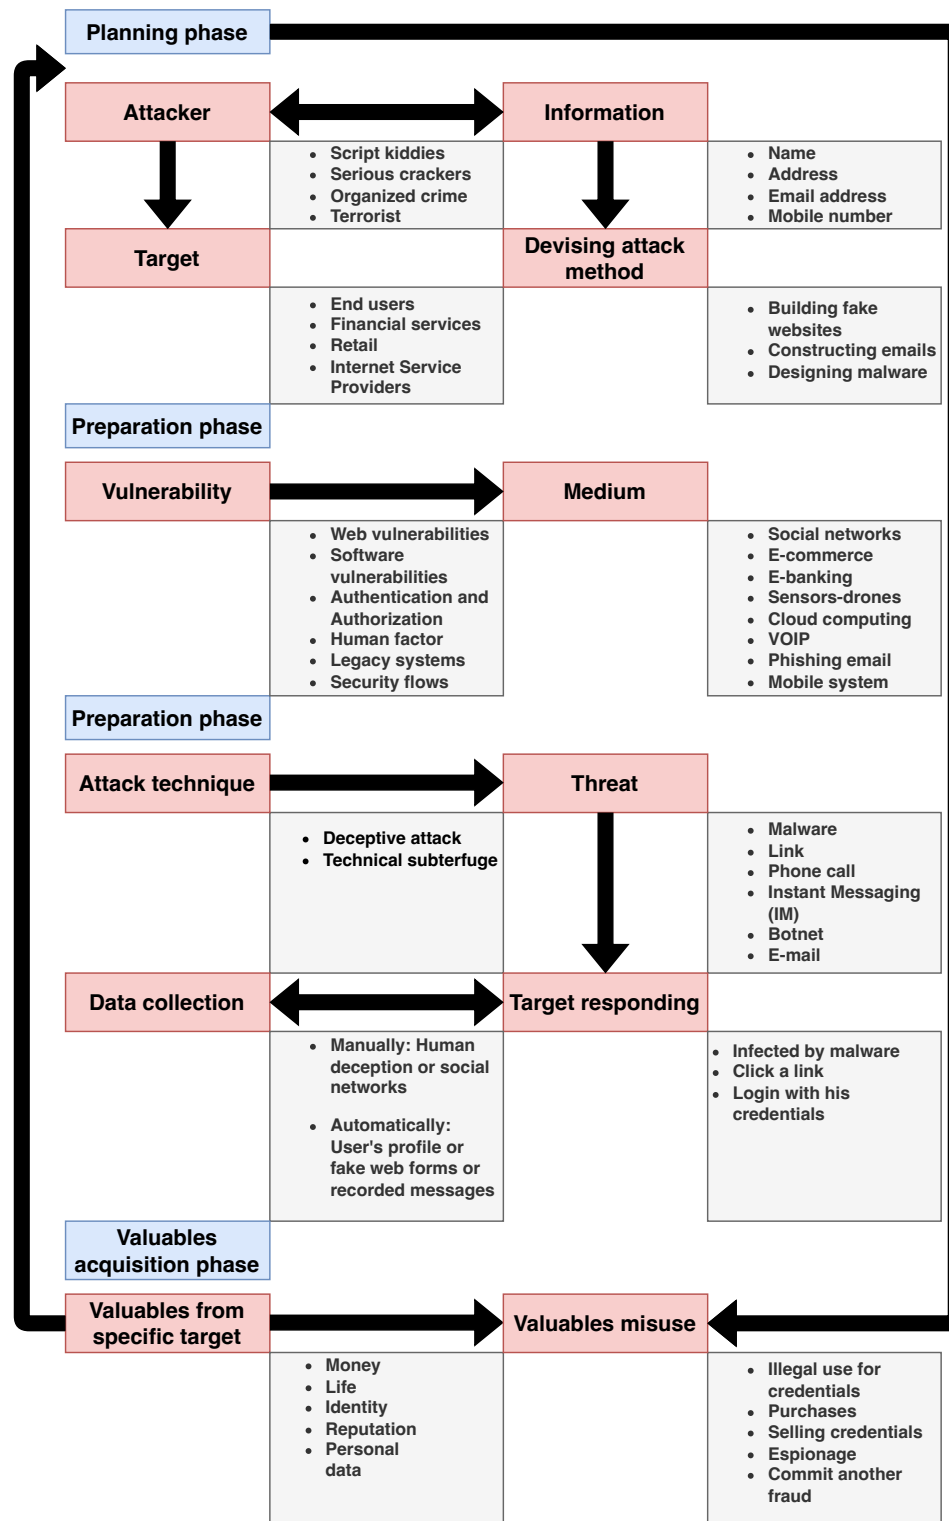 Planning phase
Attacker
Information
• Script kiddies
• Serious crackers
• Organized crime
• Terrorist
• Name
• Address
• Email address
• Mobile number
Target
Devising attack
method
• End users
• Financial services
• Retail
• Internet Service
Providers
• Building fake
websites
• Constructing emails
• Designing malware
Preparation phase
Vulnerability
Medium
• Web vulnerabilities
• Software
vulnerabilities
• Authentication and
Authorization
• Human factor
• Legacy systems
• Security flows
• Social networks
• E-commerce
• E-banking
• Sensors-drones
• Cloud computing
• VOIP
• Phishing email
• Mobile system
Preparation phase
Attack technique
Threat
• Deceptive attack
• Technical subterfuge
• Malware
• Link
• Phone call
• Instant Messaging
(IM)
• Botnet
• E-mail
Data collection
Target responding
• Manually: Human
deception or social
networks
• Automatically:
User's profile or
fake web forms or
recorded messages
• Infected by malware
• Click a link
• Login with his
credentials
Valuables
acquisition phase
Valuables from
specific target
Valuables misuse
• Money
• Life
• Identity
• Reputation
• Personal
data
• Illegal use for
credentials
• Purchases
• Selling credentials
• Espionage
• Commit another
fraud